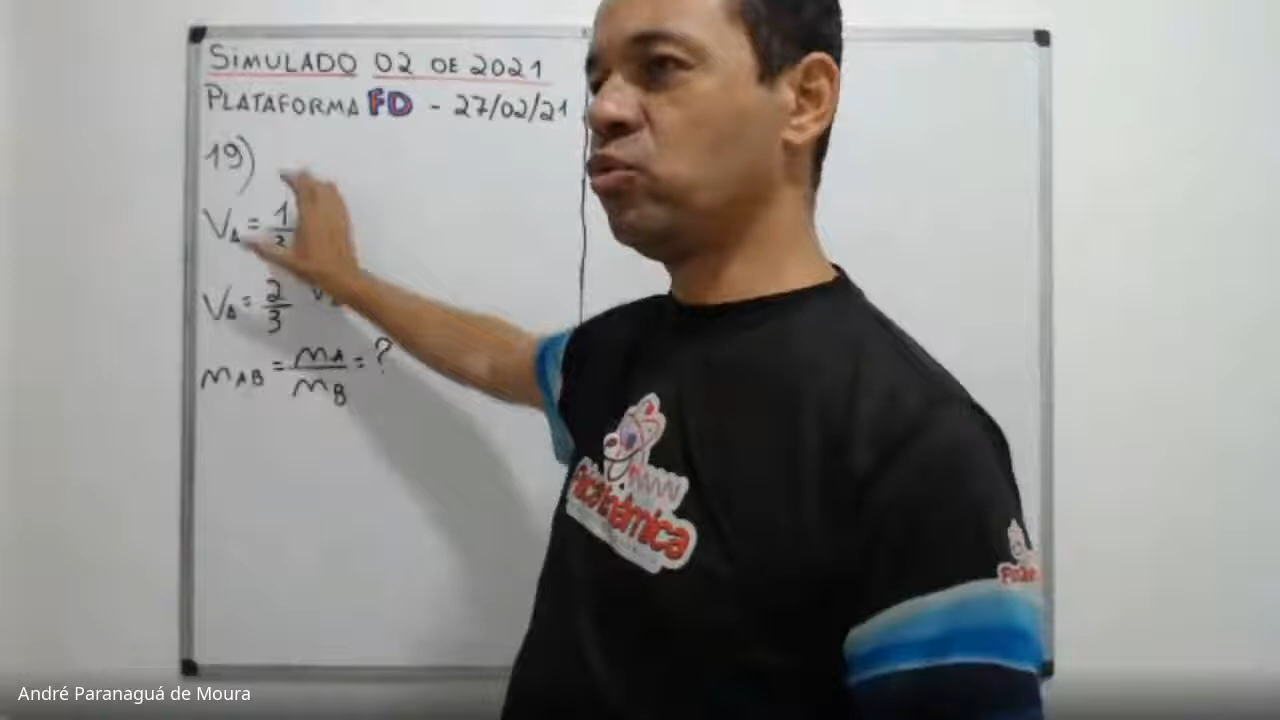 SIMULADO 02 DE 2021
PLATAFORMA FD - 27/02/21
19)
VA = 1
VA = 2/3
MAB = MA/MB = ?
Fisicodinâmica
André Paranaguá de Moura